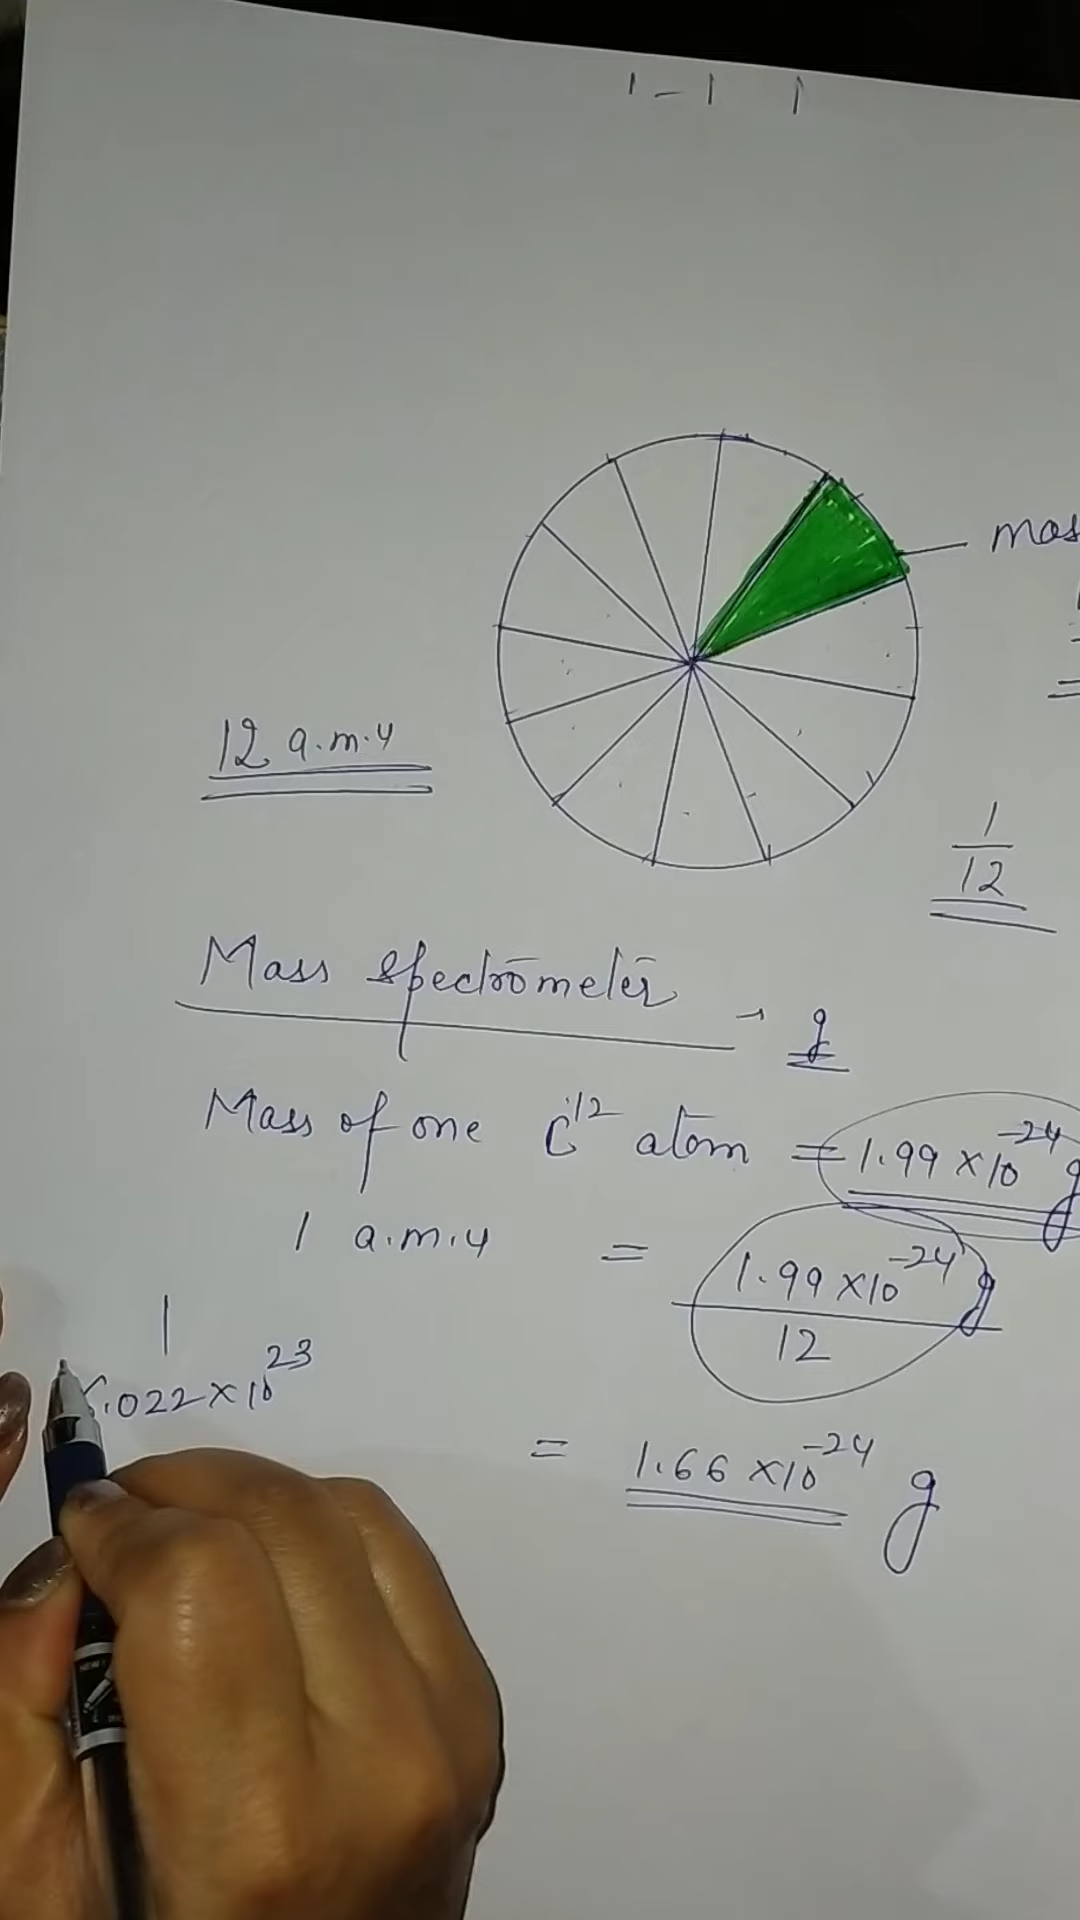 mas
12 a.m.u
1
12
Mass spectrometer → g
Mass of one C¹² atom = 1.99 × 10⁻²⁴ g
1 a.m.u = 1.99 × 10⁻²⁴ g
12
1
6.022 × 10²³
= 1.66 × 10⁻²⁴ g